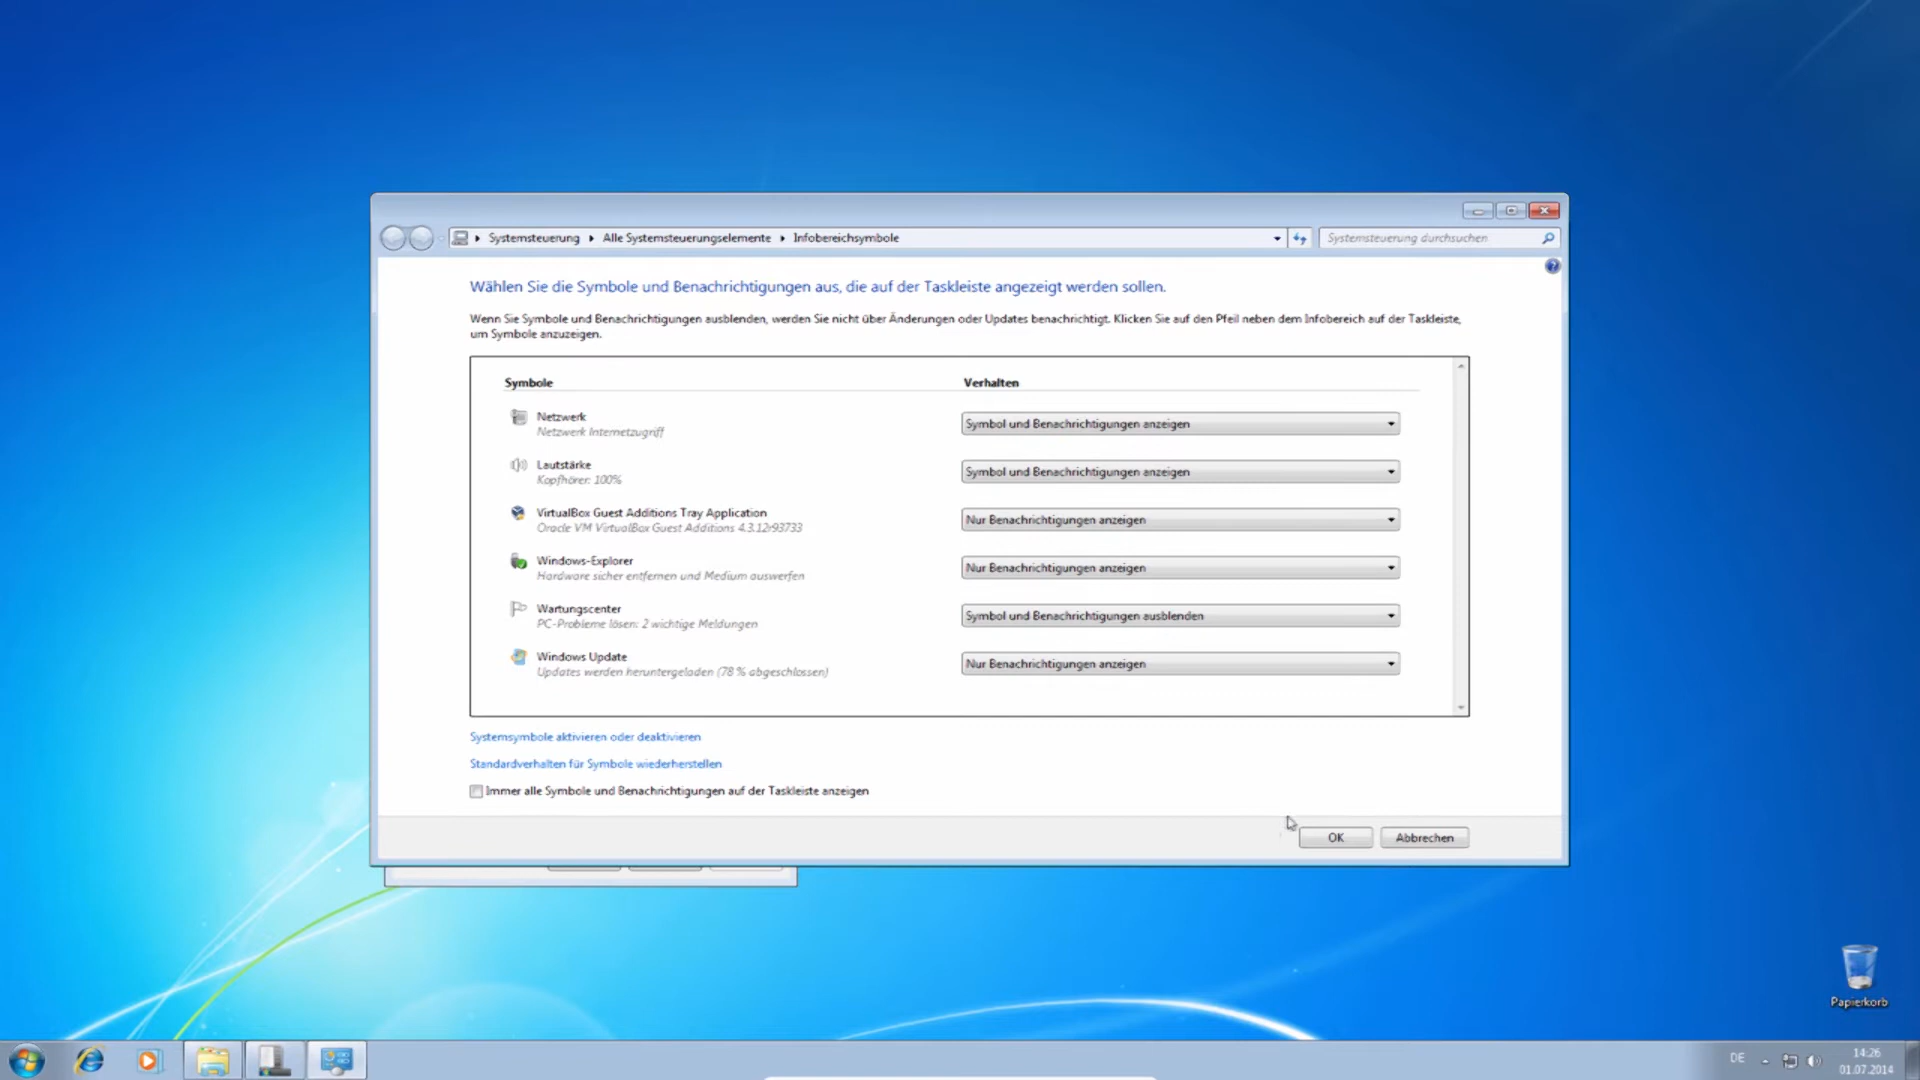 Systemsteuerung
Alle Systemsteuerungselemente
Infobereichsymbole
Systemsteuerung durchsuchen
Wählen Sie die Symbole und Benachrichtigungen aus, die auf der Taskleiste angezeigt werden sollen.
Wenn Sie Symbole und Benachrichtigungen ausblenden, werden Sie nicht über Änderungen oder Updates benachrichtigt. Klicken Sie auf den Pfeil neben dem Infobereich auf der Taskleiste,
um Symbole anzuzeigen.
Symbole
Verhalten
Netzwerk
Netzwerk Internetzugriff
Symbol und Benachrichtigungen anzeigen
Lautstärke
Kopfhörer: 100%
Symbol und Benachrichtigungen anzeigen
VirtualBox Guest Additions Tray Application
Oracle VM VirtualBox Guest Additions 4.3.12r93733
Nur Benachrichtigungen anzeigen
Windows-Explorer
Hardware sicher entfernen und Medium auswerfen
Nur Benachrichtigungen anzeigen
Wartungscenter
PC-Probleme lösen: 2 wichtige Meldungen
Symbol und Benachrichtigungen ausblenden
Windows Update
Updates werden heruntergeladen (78 % abgeschlossen)
Nur Benachrichtigungen anzeigen
Systemsymbole aktivieren oder deaktivieren
Standardverhalten für Symbole wiederherstellen
Immer alle Symbole und Benachrichtigungen auf der Taskleiste anzeigen
OK
Abbrechen
Papierkorb
DE
14:26
01.07.2014